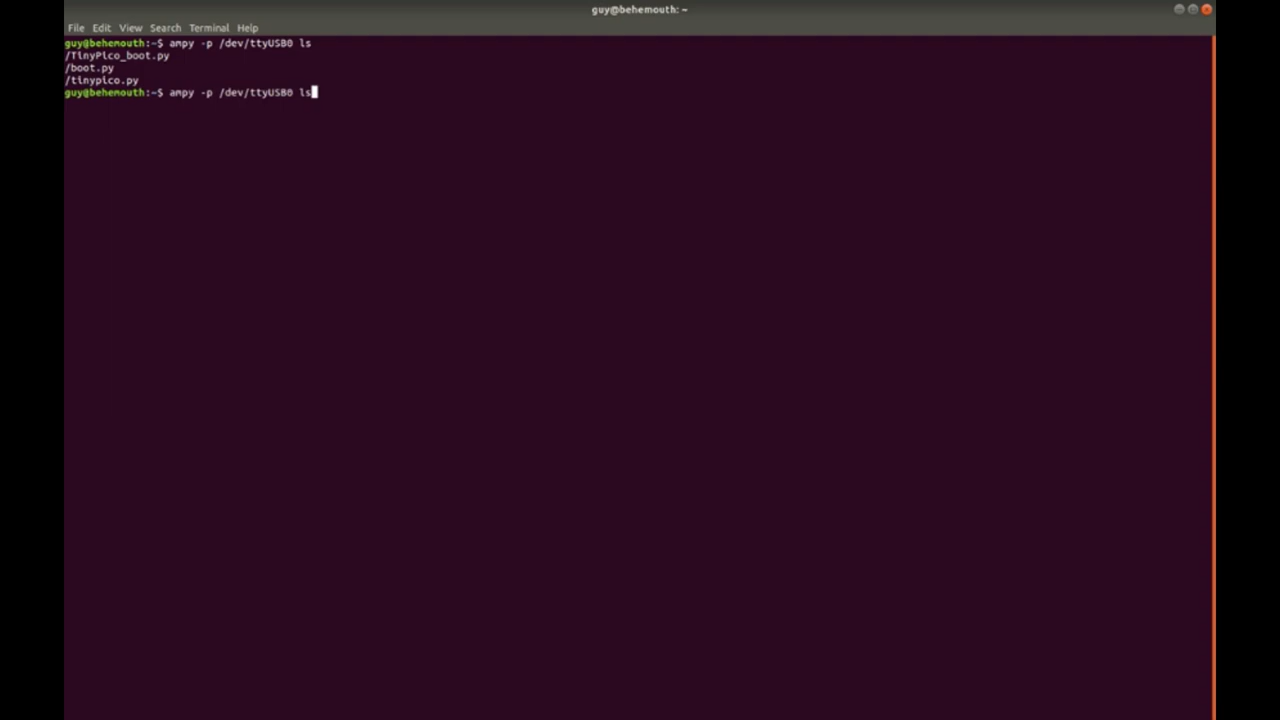 guy@behemouth: ~
File Edit View Search Terminal Help
guy@behemouth:~$ ampy -p /dev/ttyUSB0 ls
/TinyPico_boot.py
/boot.py
/tinypico.py
guy@behemouth:~$ ampy -p /dev/ttyUSB0 ls